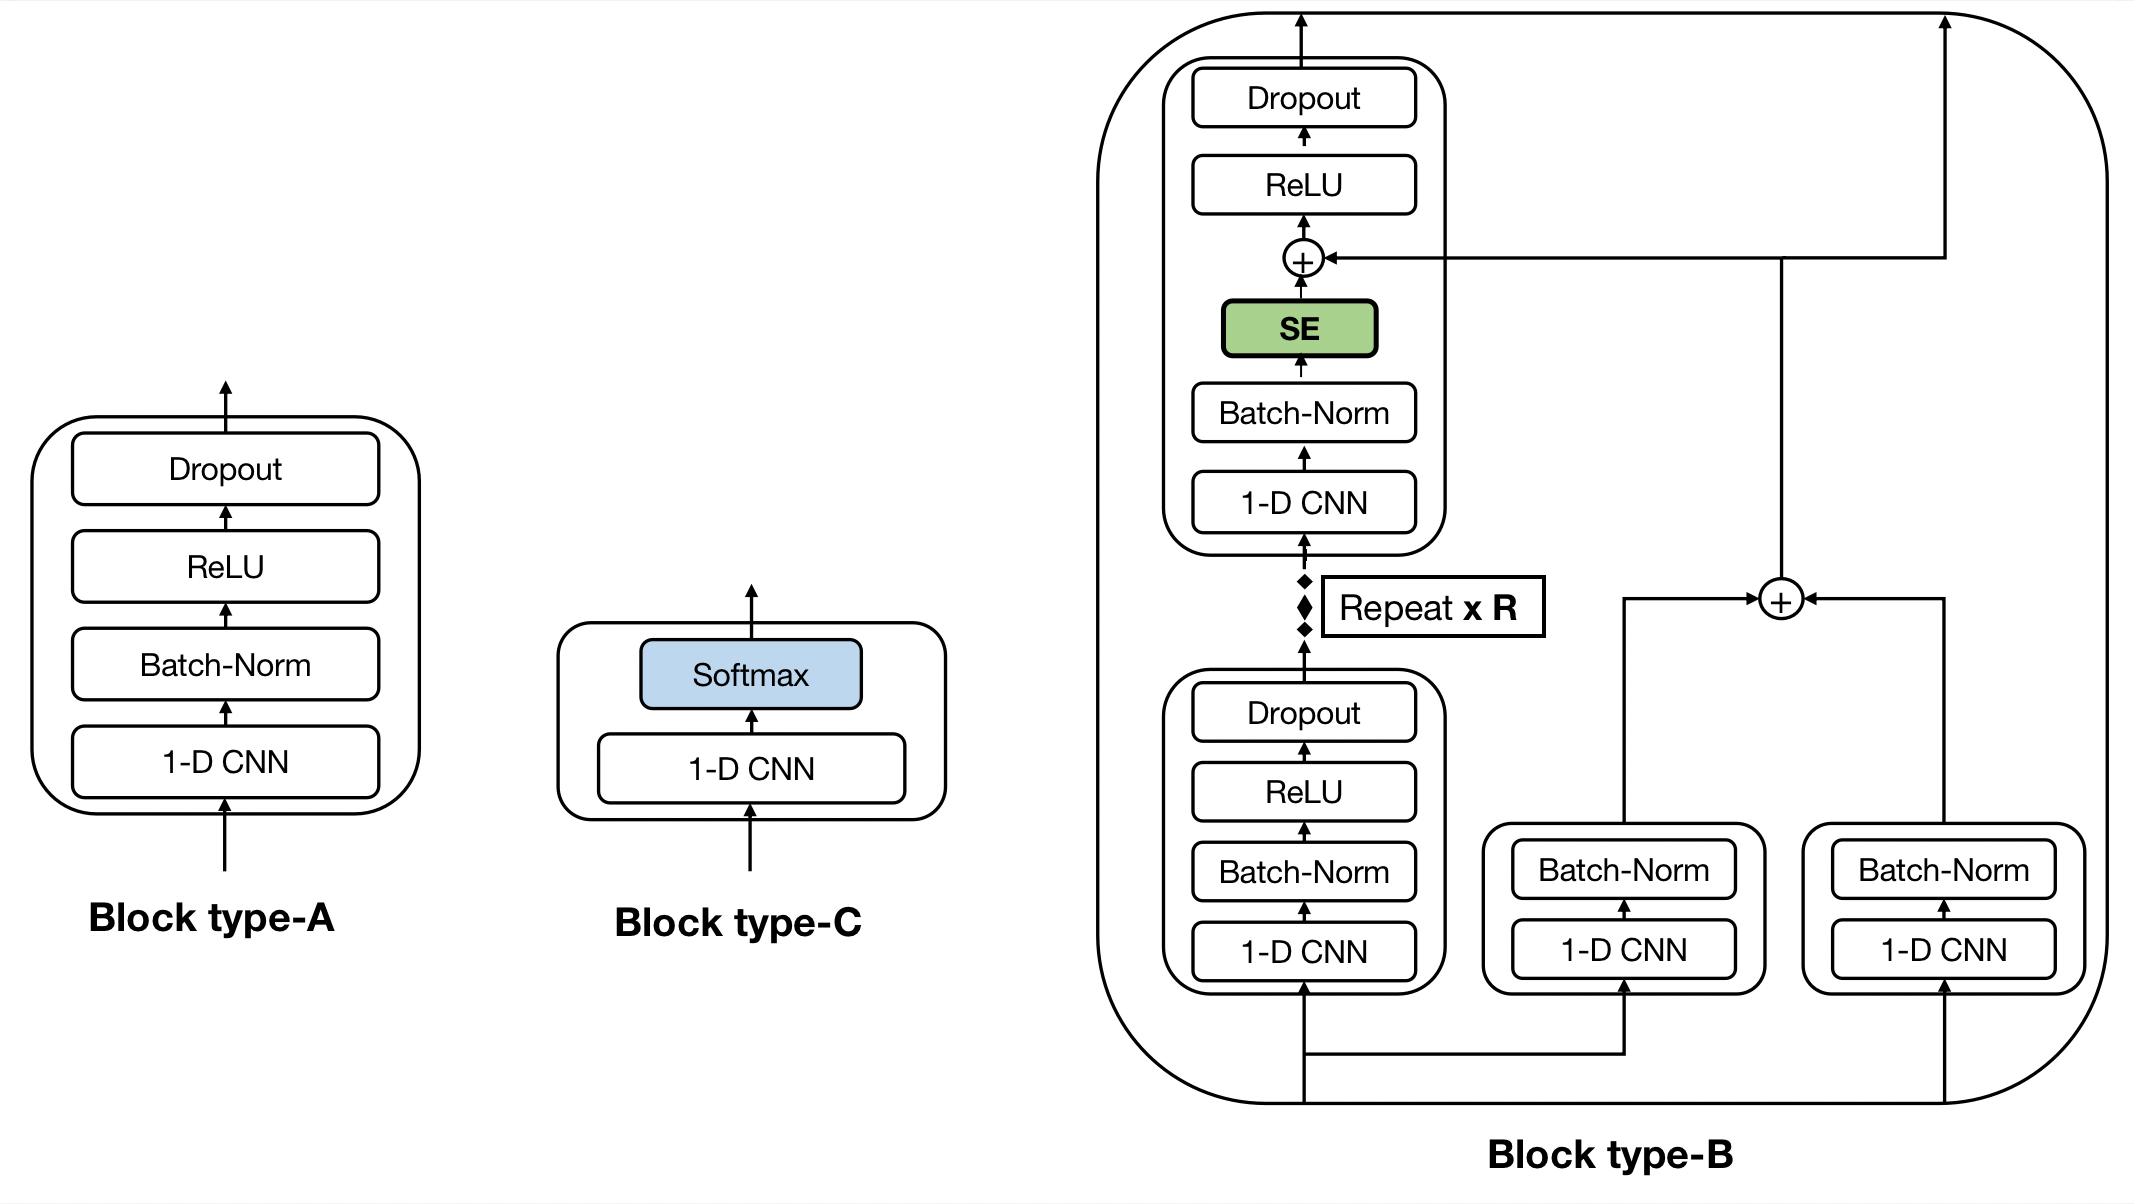 Dropout
ReLU
Batch-Norm
1-D CNN
Block type-A
Softmax
1-D CNN
Block type-C
Dropout
ReLU
+
SE
Batch-Norm
1-D CNN
Repeat x R
+
Dropout
ReLU
Batch-Norm
1-D CNN
Batch-Norm
1-D CNN
Batch-Norm
1-D CNN
Block type-B